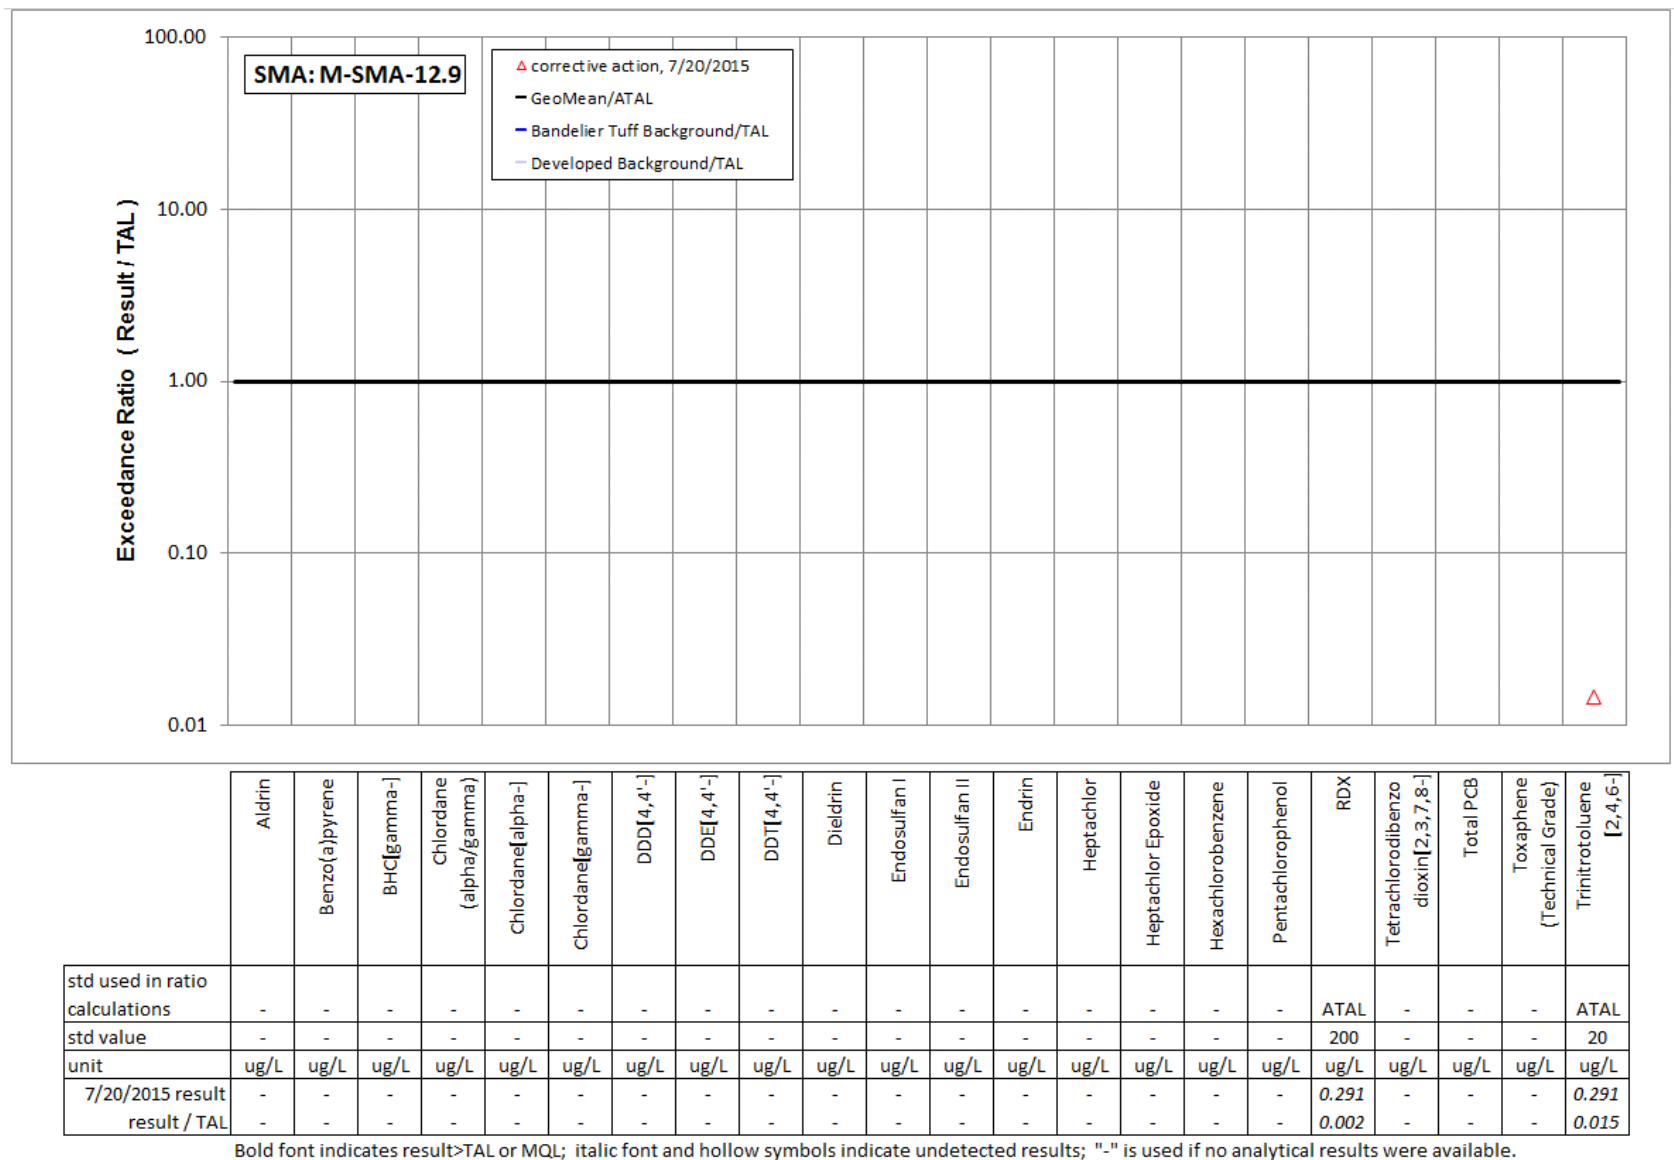 100.00
SMA: M-SMA-12.9
corrective action, 7/20/2015
GeoMean/ATAL
Bandelier Tuff Background/TAL
Developed Background/TAL
10.00
1.00
0.10
0.01
Exceedance Ratio ( Result / TAL )
Aldrin
Benzo(a)pyrene
BHC[gamma-]
Chlordane
(alpha/gamma)
Chlordane[alpha-]
Chlordane[gamma-]
DDD[4,4'-]
DDE[4,4'-]
DDT[4,4'-]
Dieldrin
Endosulfan I
Endosulfan II
Endrin
Heptachlor
Heptachlor Epoxide
Hexachlorobenzene
Pentachlorophenol
RDX
Tetrachlorodibenzo
dioxin[2,3,7,8-]
Total PCB
Toxaphene
(Technical Grade)
Trinitrotoluene
[2,4,6-]
std used in ratio
calculations - - - - - - - - - - - - - - - - - ATAL - - - ATAL
std value - - - - - - - - - - - - - - - - - 200 - - - 20
unit ug/L ug/L ug/L ug/L ug/L ug/L ug/L ug/L ug/L ug/L ug/L ug/L ug/L ug/L ug/L ug/L ug/L ug/L ug/L ug/L ug/L ug/L
7/20/2015 result - - - - - - - - - - - - - - - - - 0.291 - - - 0.291
result / TAL - - - - - - - - - - - - - - - - - 0.002 - - - 0.015
Bold font indicates result>TAL or MQL; italic font and hollow symbols indicate undetected results; "-" is used if no analytical results were available.